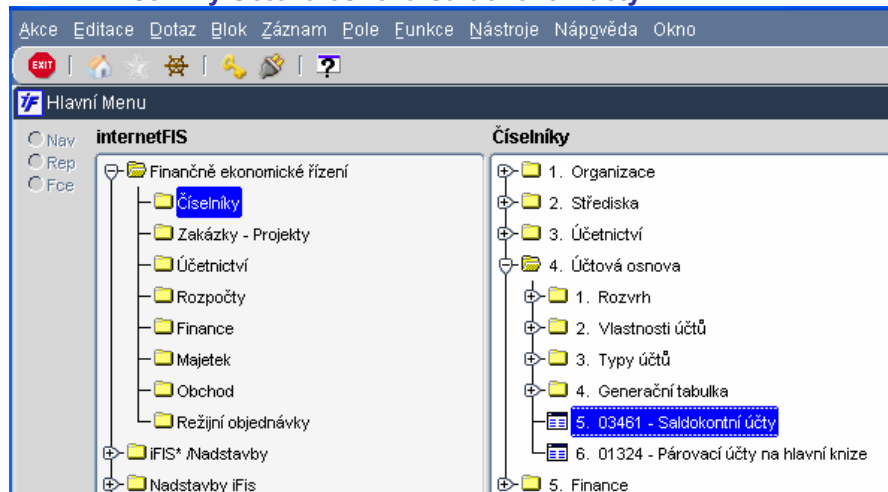 Akce Editace Dotaz Blok Záznam Pole Funkce Nástroje Nápověda Okno
EXIT
iF Hlavní Menu
Nav
Rep
Fce
internetFIS
Finančně ekonomické řízení
Číselníky
Zakázky - Projekty
Účetnictví
Rozpočty
Finance
Majetek
Obchod
Režijní objednávky
iFIS* /Nadstavby
Nadstavby iFis
Číselníky
1. Organizace
2. Střediska
3. Účetnictví
4. Účtová osnova
1. Rozvrh
2. Vlastnosti účtů
3. Typy účtů
4. Generační tabulka
5. 03461 - Saldokontní účty
6. 01324 - Párovací účty na hlavní knize
5. Finance